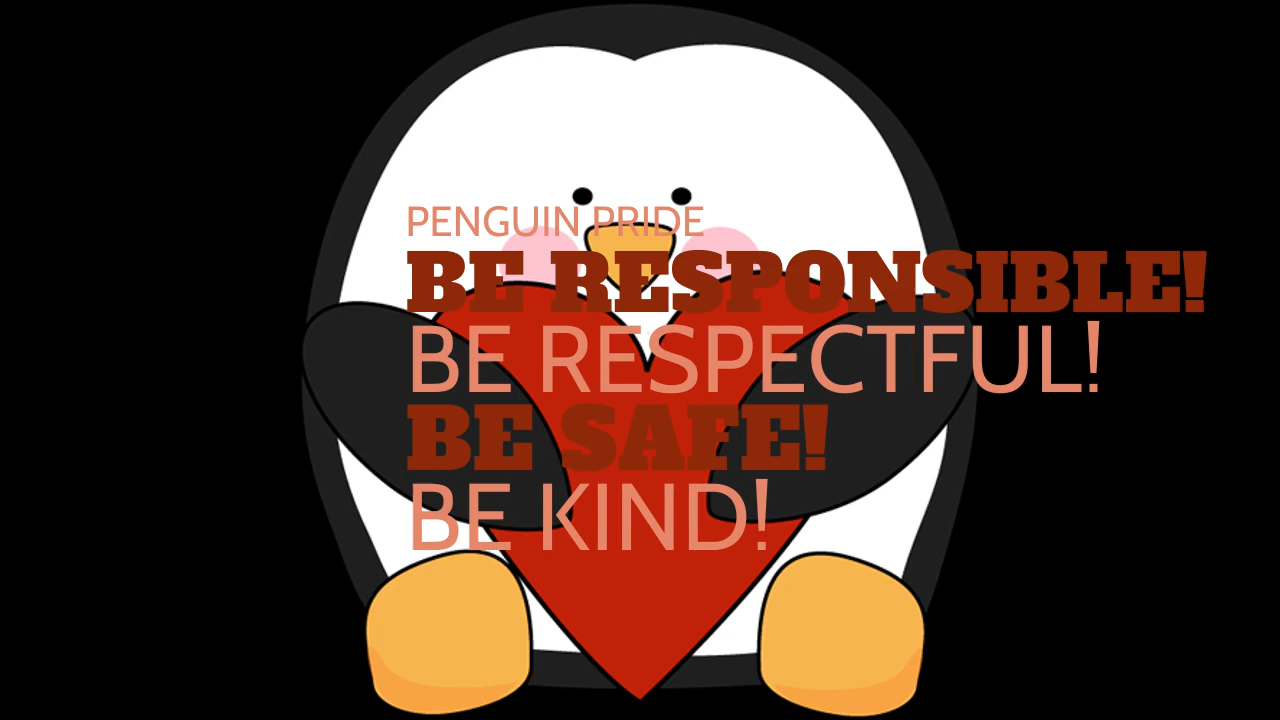 PENGUIN PRIDE
BE RESPONSIBLE!
BE RESPECTFUL!
BE SAFE!
BE KIND!